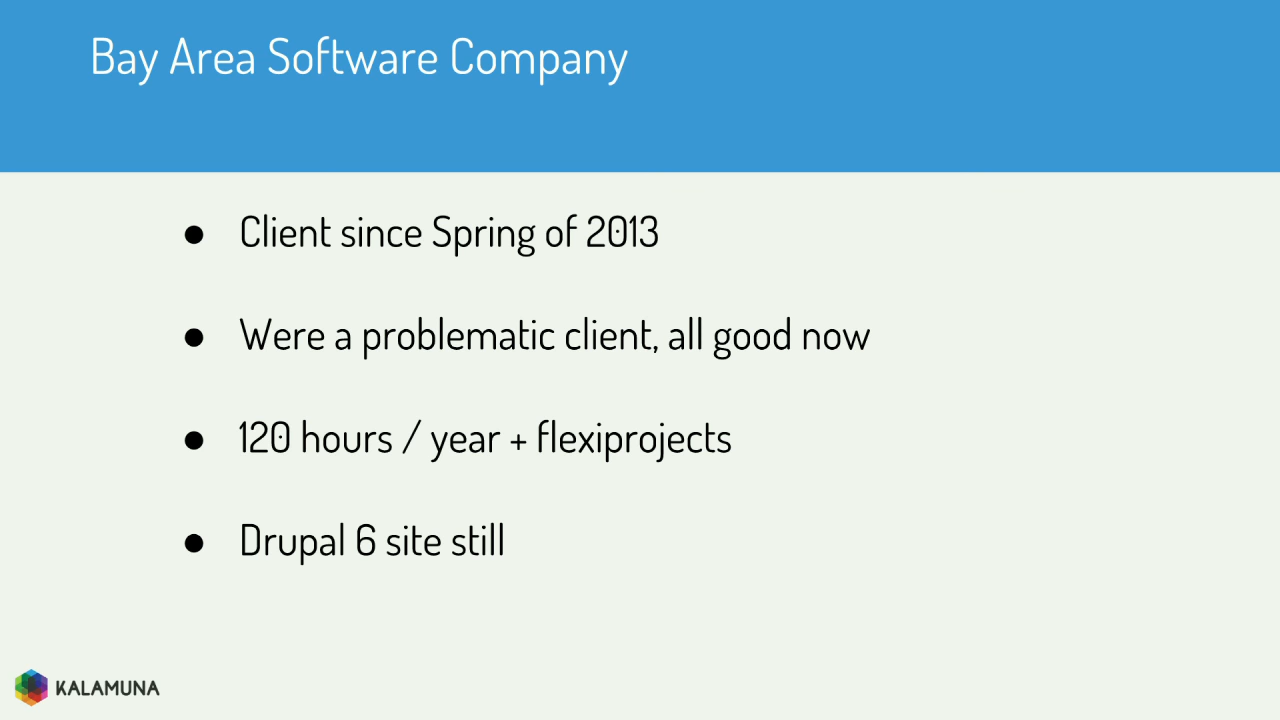 Bay Area Software Company
● Client since Spring of 2013
● Were a problematic client, all good now
● 120 hours / year + flexiprojects
● Drupal 6 site still
KALAMUNA